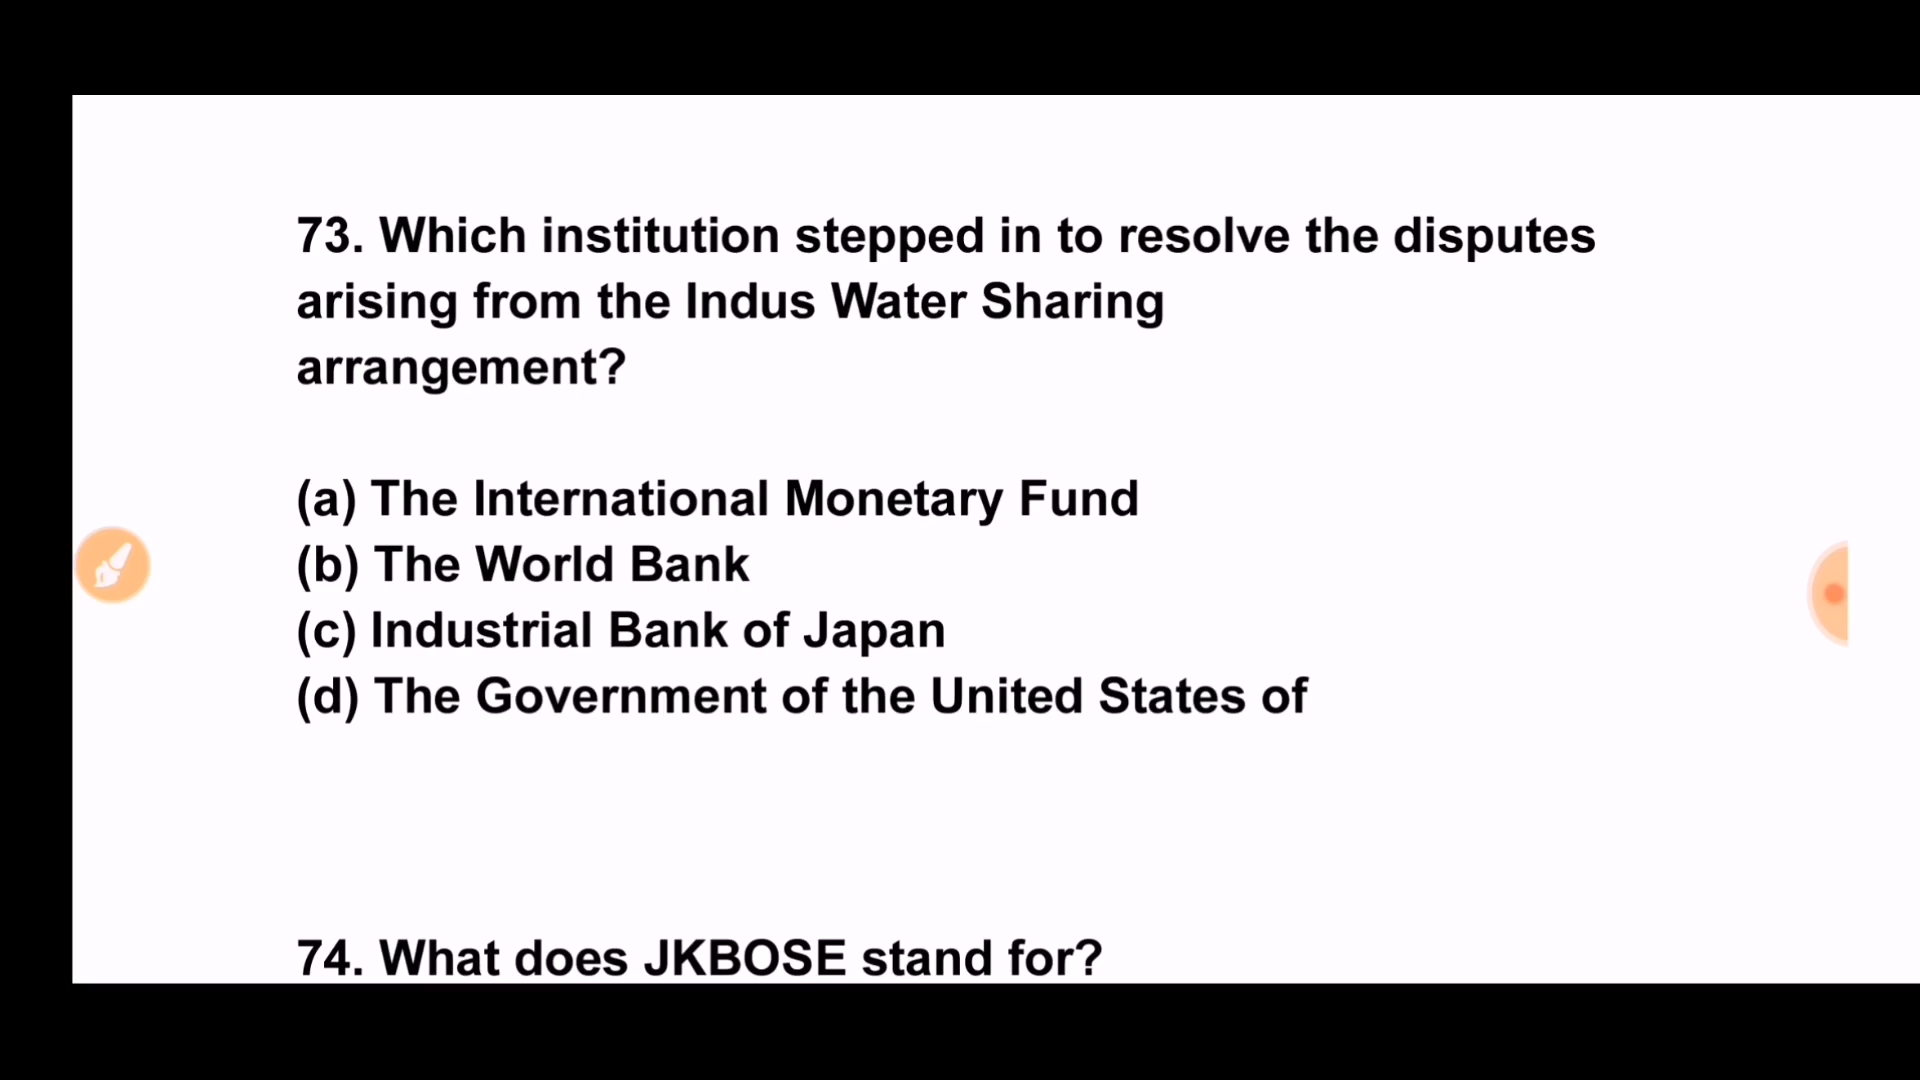 73. Which institution stepped in to resolve the disputes
arising from the Indus Water Sharing
arrangement?
(a) The International Monetary Fund
(b) The World Bank
(c) Industrial Bank of Japan
(d) The Government of the United States of
74. What does JKBOSE stand for?